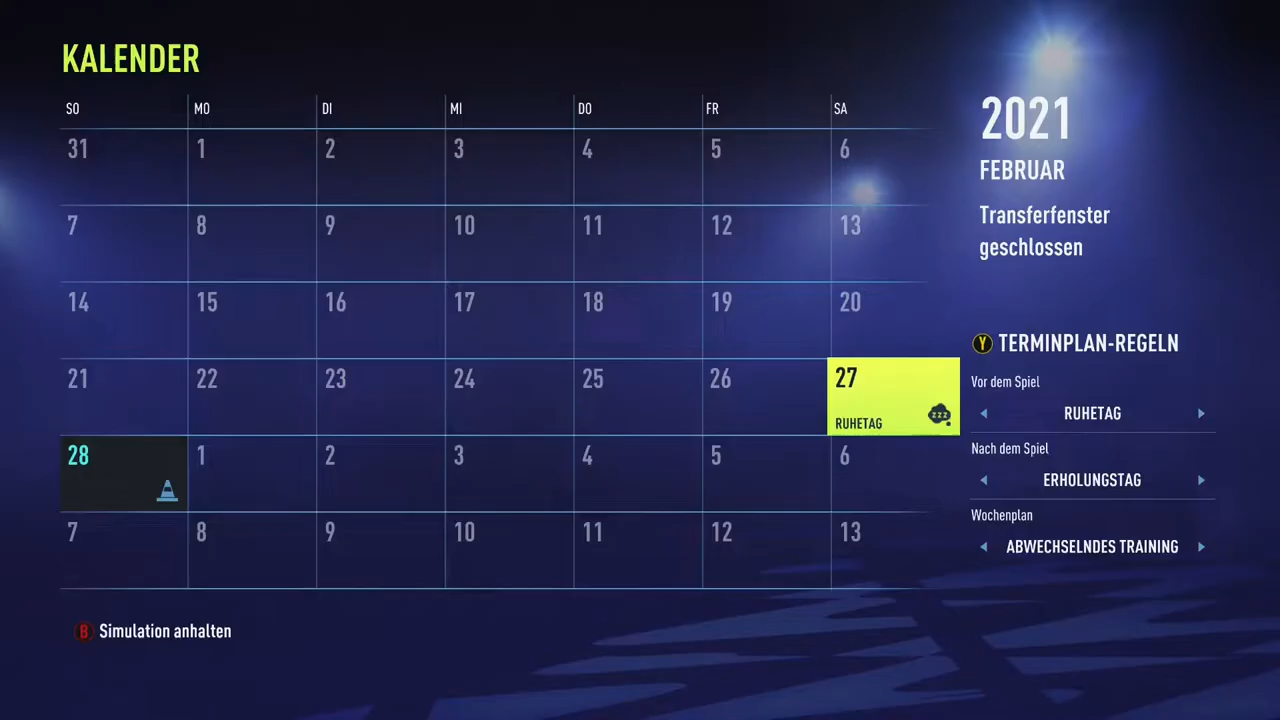 KALENDER
SO MO DI MI DO FR SA
31 1 2 3 4 5 6
7 8 9 10 11 12 13
14 15 16 17 18 19 20
21 22 23 24 25 26 27
RUHETAG zzz
28 1 2 3 4 5 6
7 8 9 10 11 12 13
B Simulation anhalten
2021
FEBRUAR
Transferfenster
geschlossen
Y TERMINPLAN-REGELN
Vor dem Spiel
RUHETAG
Nach dem Spiel
ERHOLUNGSTAG
Wochenplan
ABWECHSELNDES TRAINING